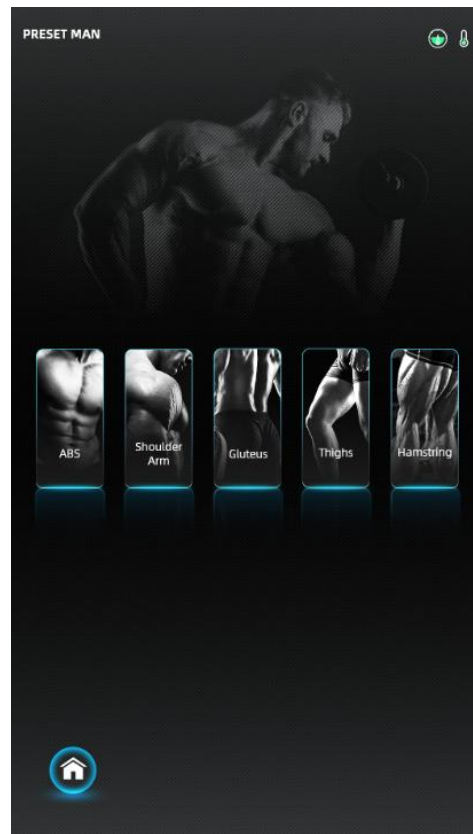 PRESET MAN
ABS
Shoulder
Arm
Gluteus
Thighs
Hamstring